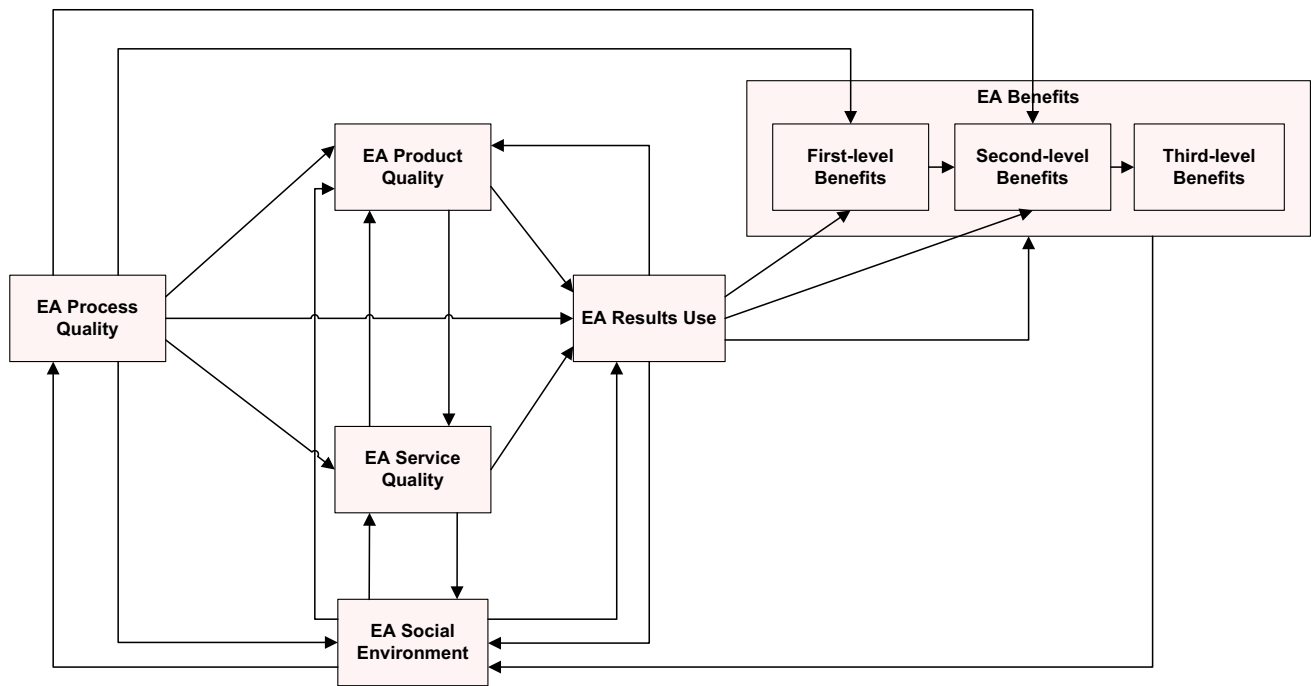 EA Benefits
First-level
Benefits
Second-level
Benefits
Third-level
Benefits
EA Product
Quality
EA Process
Quality
EA Results Use
EA Service
Quality
EA Social
Environment